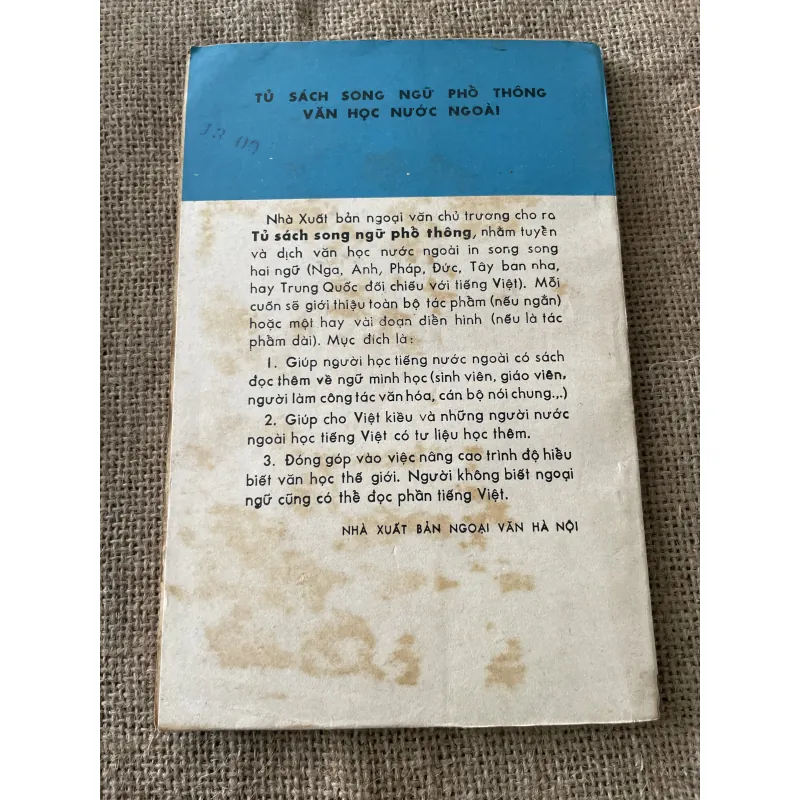 TỦ SÁCH SONG NGỮ PHỔ THÔNG
VĂN HỌC NƯỚC NGOÀI
Nhà Xuất bản ngoại văn chủ trương cho ra
Tủ sách song ngữ phổ thông, nhằm tuyển
và dịch văn học nước ngoài in song song
hai ngữ (Nga, Anh, Pháp, Đức, Tây ban nha,
hay Trung Quốc đối chiếu với tiếng Việt). Mỗi
cuốn sẽ giới thiệu toàn bộ tác phẩm (nếu ngắn)
hoặc một hay vài đoạn điển hình (nếu là tác
phẩm dài). Mục đích là:
1. Giúp người học tiếng nước ngoài có sách
đọc thêm về ngữ mình học (sinh viên, giáo viên,
người làm công tác văn hóa, cán bộ nói chung...)
2. Giúp cho Việt kiều và những người nước
ngoài học tiếng Việt có tư liệu học thêm.
3. Đóng góp vào việc nâng cao trình độ hiểu
biết văn học thế giới. Người không biết ngoại
ngữ cũng có thể đọc phần tiếng Việt.
NHÀ XUẤT BẢN NGOẠI VĂN HÀ NỘI